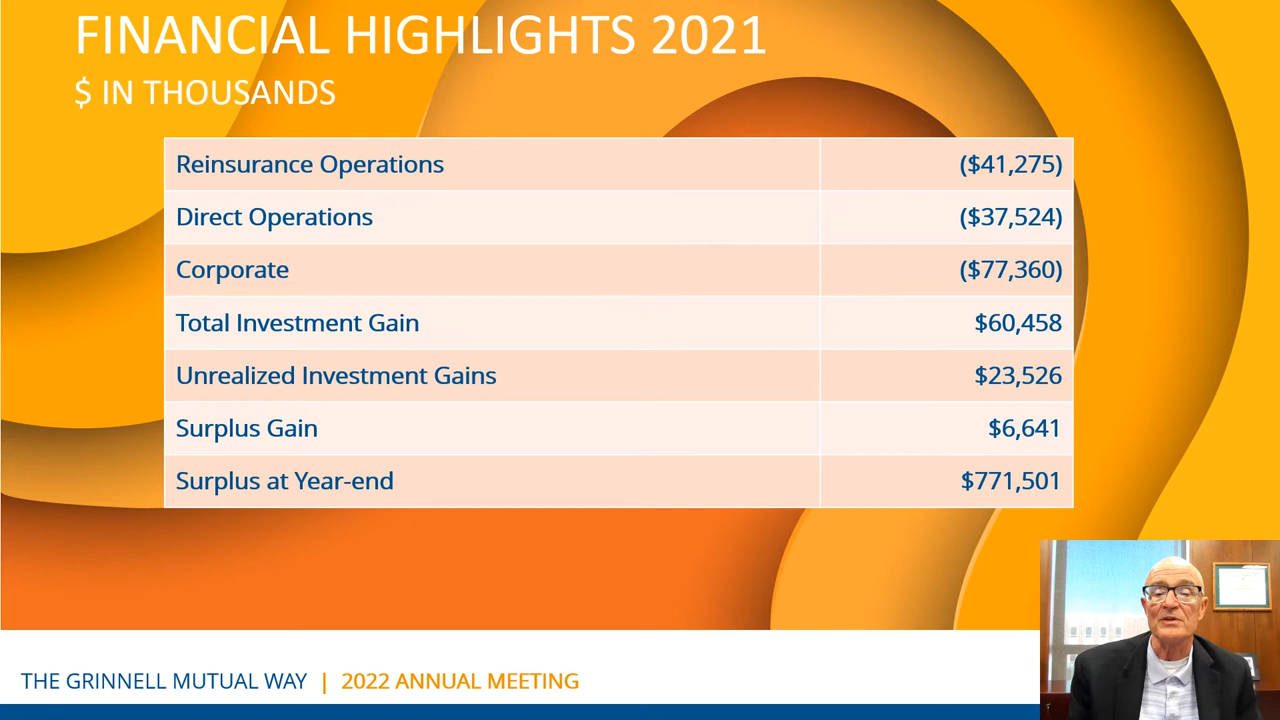 FINANCIAL HIGHLIGHTS 2021
$ IN THOUSANDS
Reinsurance Operations ($41,275)
Direct Operations ($37,524)
Corporate ($77,360)
Total Investment Gain $60,458
Unrealized Investment Gains $23,526
Surplus Gain $6,641
Surplus at Year-end $771,501
THE GRINNELL MUTUAL WAY | 2022 ANNUAL MEETING